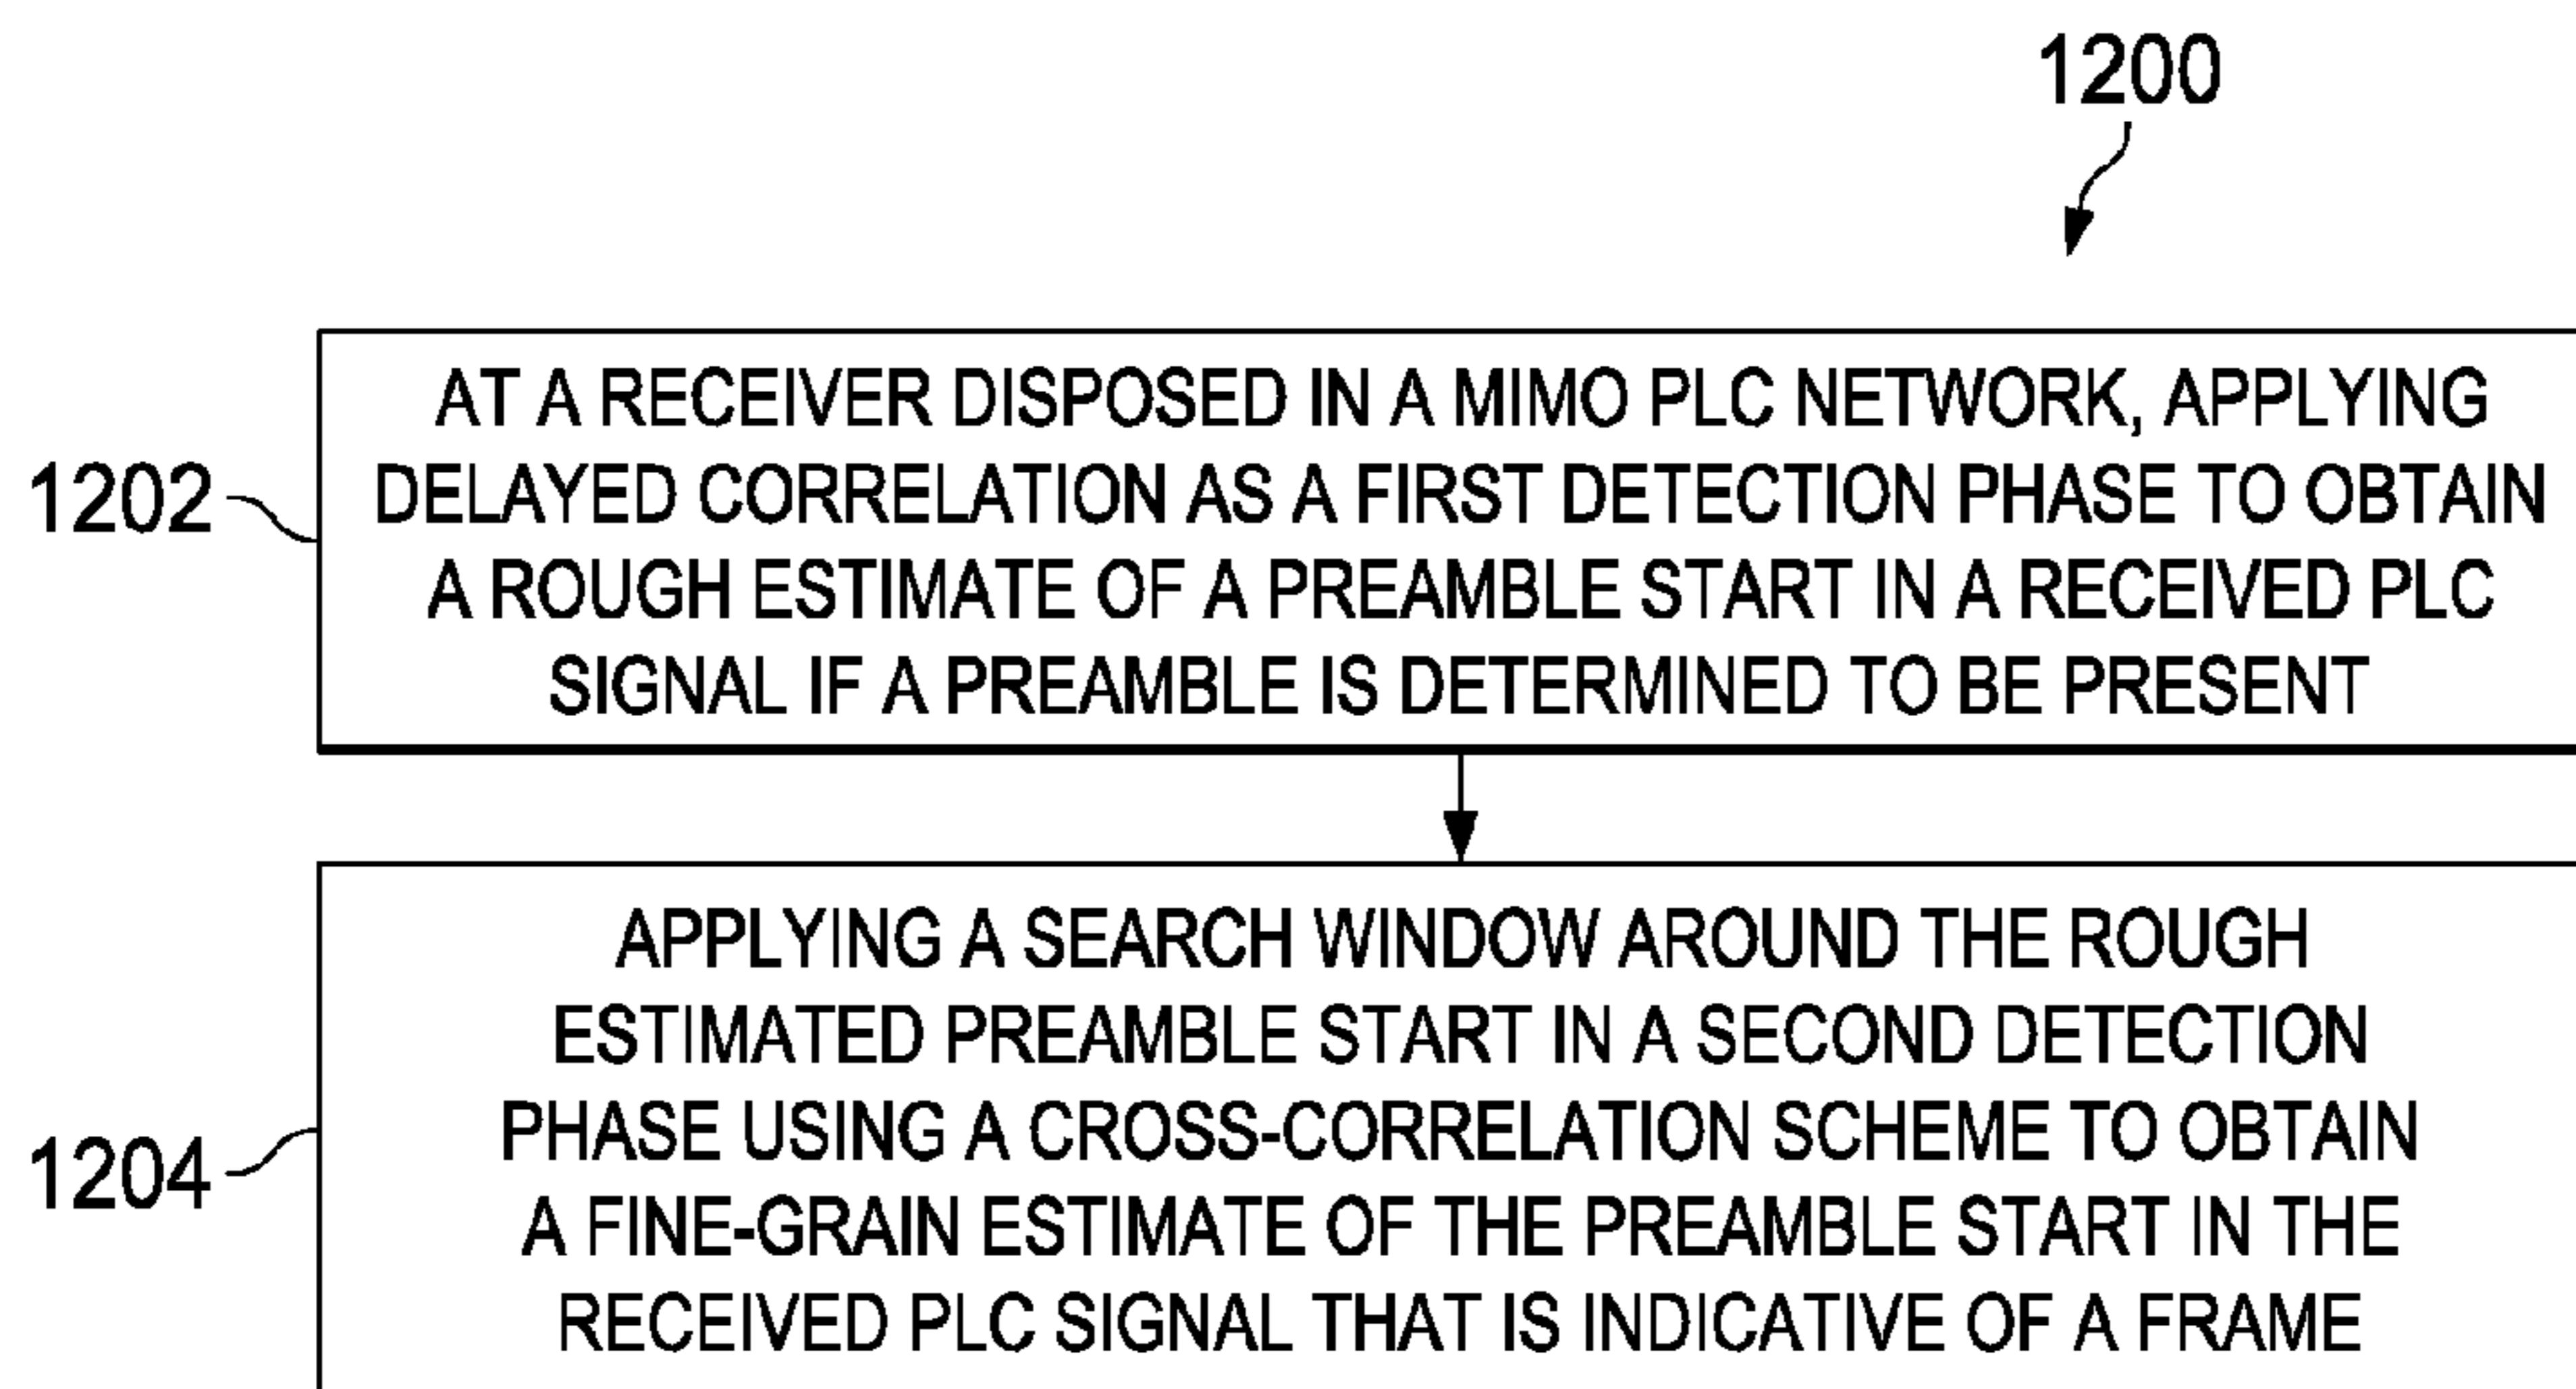 1200
1202
AT A RECEIVER DISPOSED IN A MIMO PLC NETWORK, APPLYING
DELAYED CORRELATION AS A FIRST DETECTION PHASE TO OBTAIN
A ROUGH ESTIMATE OF A PREAMBLE START IN A RECEIVED PLC
SIGNAL IF A PREAMBLE IS DETERMINED TO BE PRESENT
1204
APPLYING A SEARCH WINDOW AROUND THE ROUGH
ESTIMATED PREAMBLE START IN A SECOND DETECTION
PHASE USING A CROSS-CORRELATION SCHEME TO OBTAIN
A FINE-GRAIN ESTIMATE OF THE PREAMBLE START IN THE
RECEIVED PLC SIGNAL THAT IS INDICATIVE OF A FRAME